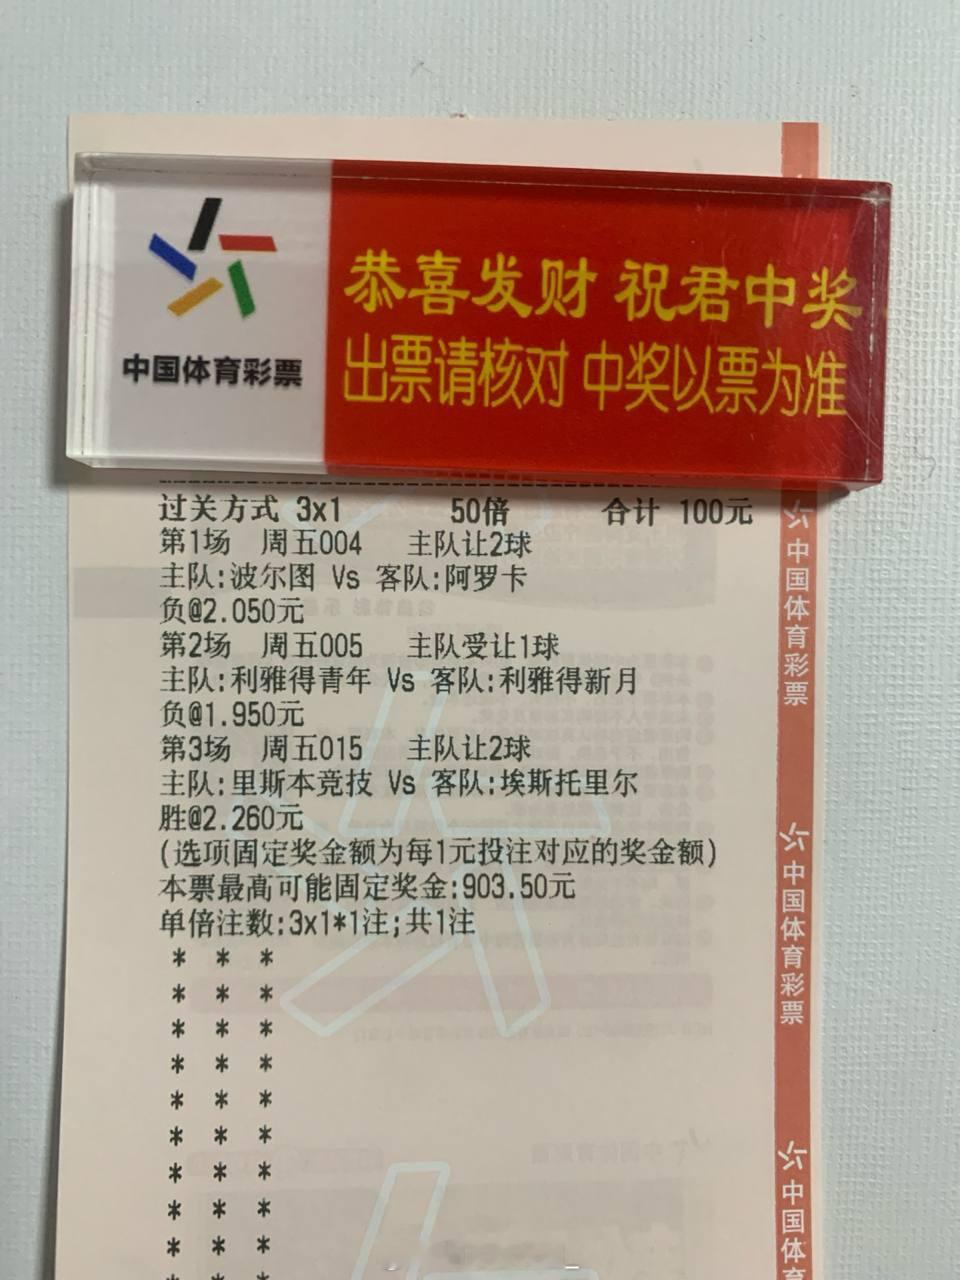 中国体育彩票
恭喜发财 祝君中奖
出票请核对 中奖以票为准
过关方式 3x1 50倍 合计 100元
第1场 周五004 主队让2球
主队:波尔图 Vs 客队:阿罗卡
负@2.050元
第2场 周五005 主队受让1球
主队:利雅得青年 Vs 客队:利雅得新月
负@1.950元
第3场 周五015 主队让2球
主队:里斯本竞技 Vs 客队:埃斯托里尔
胜@2.260元
(选项固定奖金额为每1元投注对应的奖金额)
本票最高可能固定奖金:903.50元
单倍注数:3x1*1注;共1注
* * *
* * *
* * *
* * *
* * *
* * *
* * *
* * *
* * *
* * *
中国体育彩票
中国体育彩票
中国体育